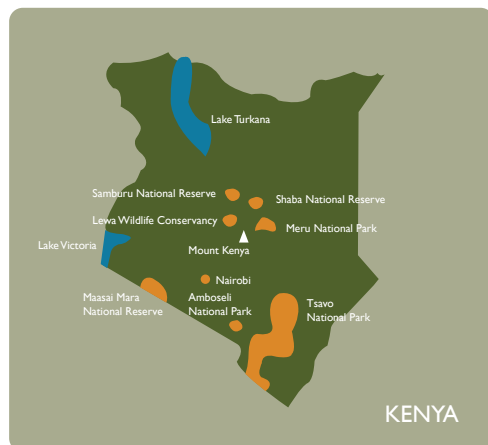 Lake Turkana
Samburu National Reserve
Shaba National Reserve
Lewa Wildlife Conservancy
Meru National Park
Lake Victoria
Mount Kenya
Nairobi
Maasai Mara
National Reserve
Amboseli
National Park
Tsavo
National Park
KENYA